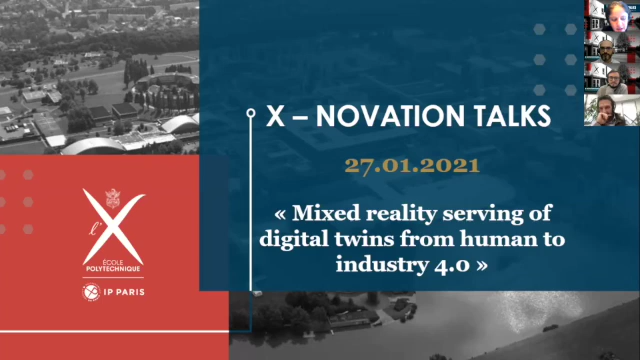 X – NOVATION TALKS
27.01.2021
« Mixed reality serving of
digital twins from human to
industry 4.0 »
l'X
ÉCOLE
POLYTECHNIQUE
IP PARIS